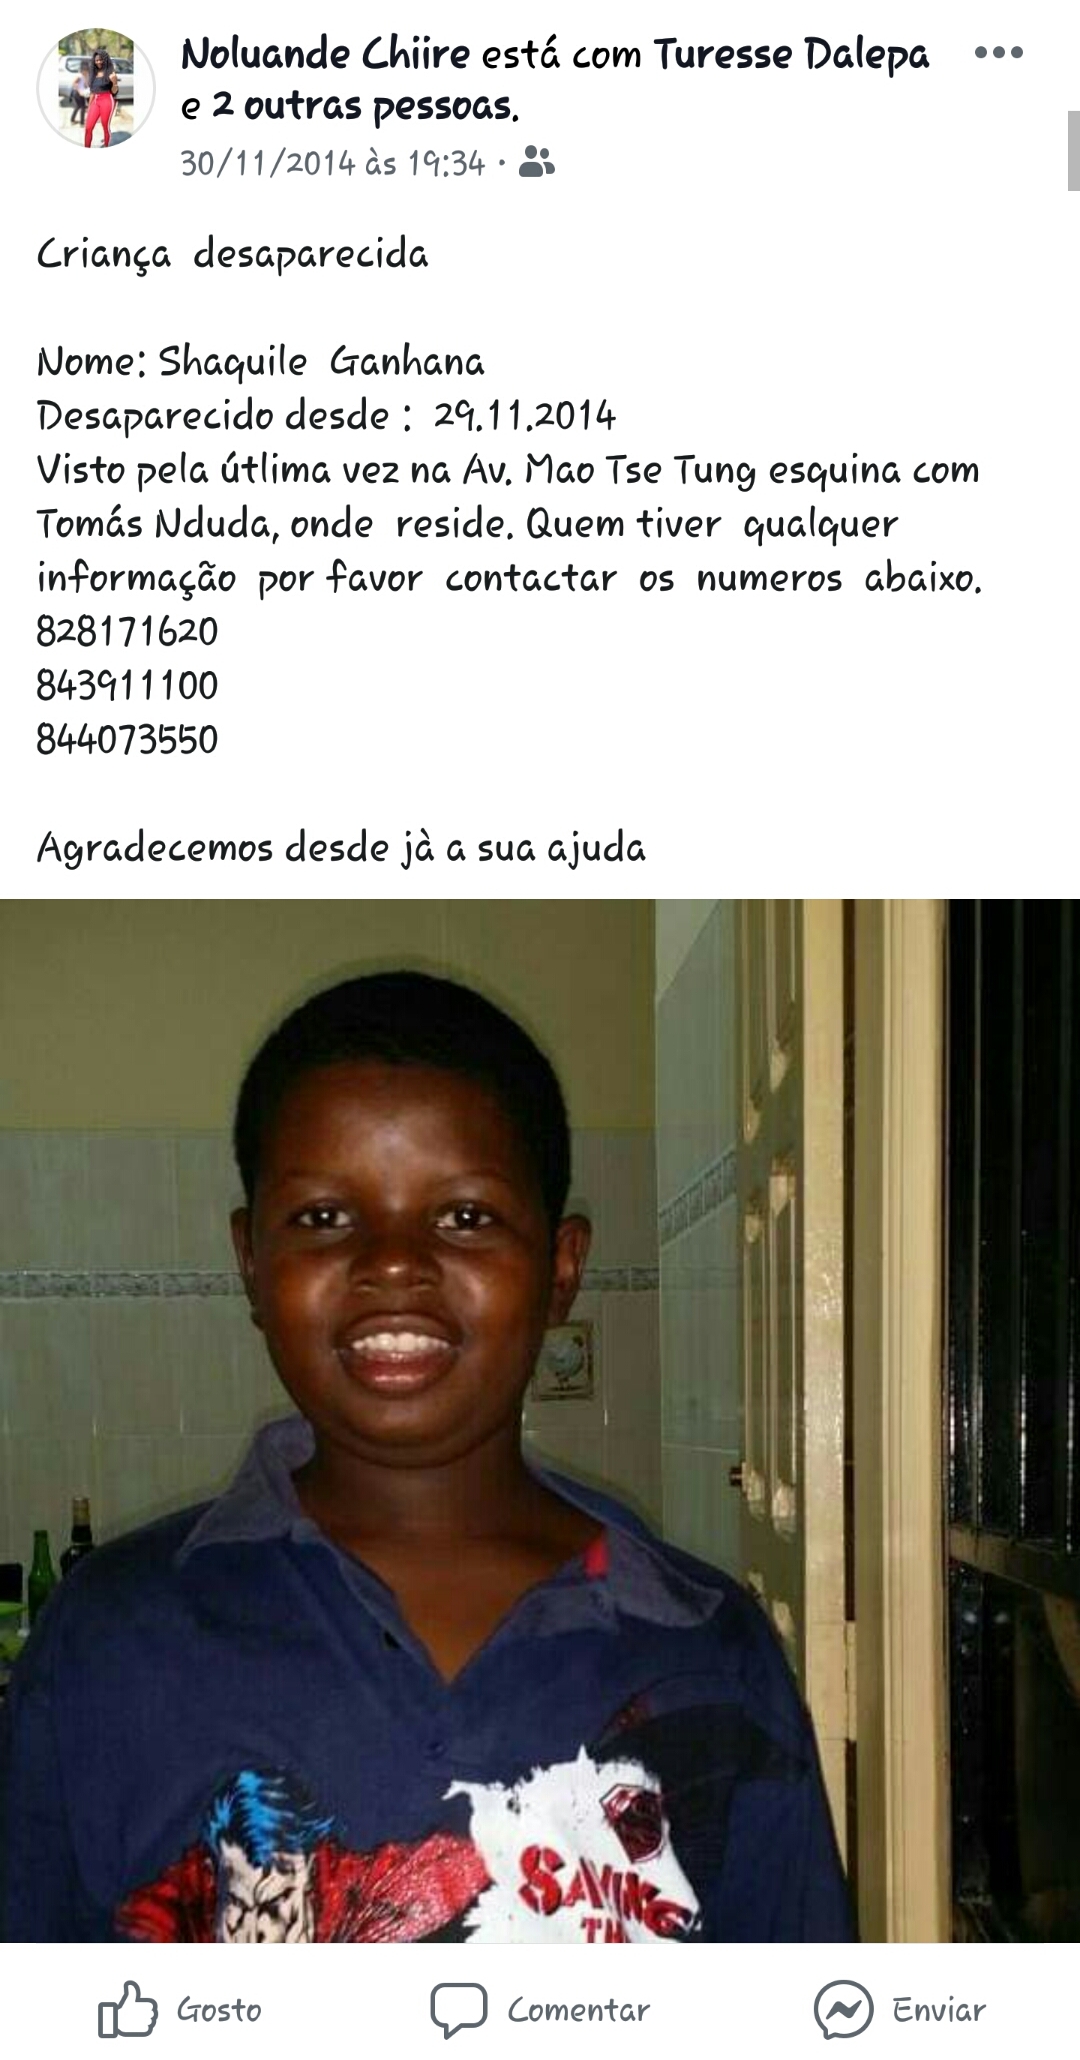 Noluande Chiire está com Turesse Dalepa
e 2 outras pessoas.
30/11/2014 às 19:34 ·
Criança desaparecida
Nome: Shaquile Ganhana
Desaparecido desde : 29.11.2014
Visto pela útlima vez na Av. Mao Tse Tung esquina com
Tomás Nduda, onde reside. Quem tiver qualquer
informação por favor contactar os numeros abaixo.
828171620
843911100
844073550
Agradecemos desde jà a sua ajuda
SAVING
TH
Gosto
Comentar
Enviar